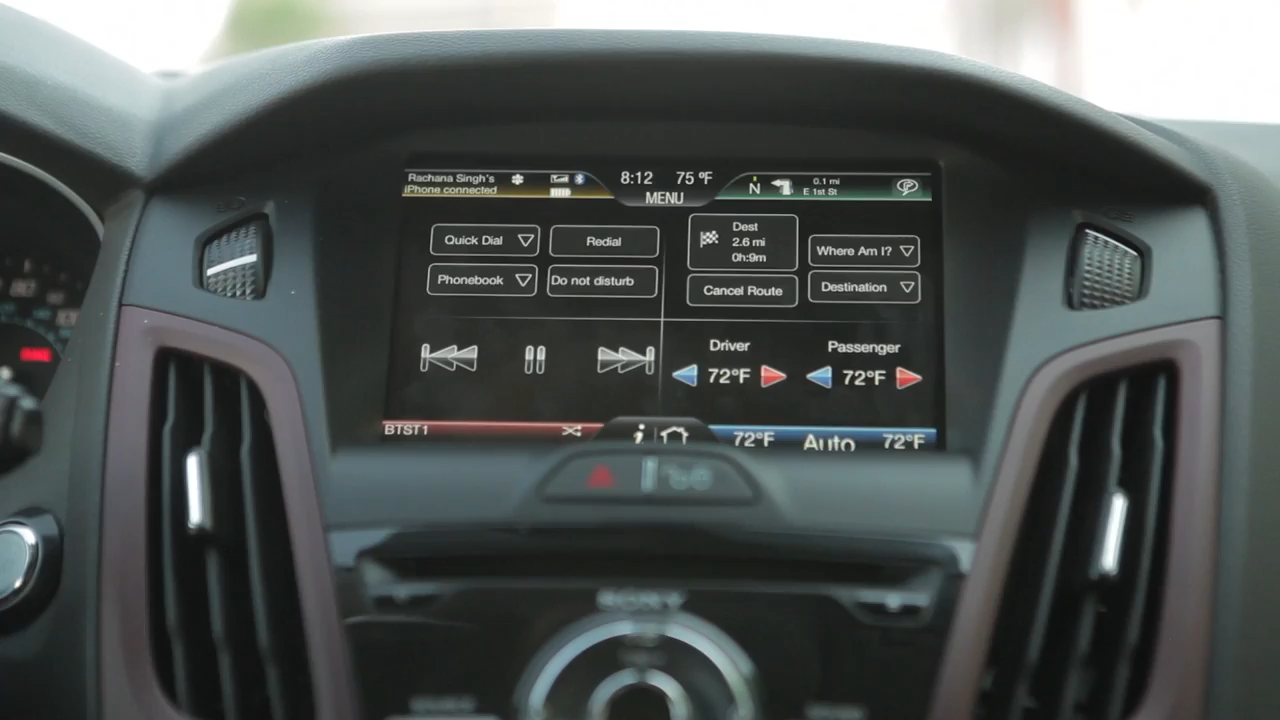 Rachana Singh's
iPhone connected
8:12 75 ºF
MENU
N
0.1 mi
E 1st St
Quick Dial
Redial
Phonebook
Do not disturb
Dest
2.6 mi
0h:9m
Where Am I?
Cancel Route
Destination
Driver
72°F
Passenger
72°F
BTST1
i
72°F Auto 72°F
SONY